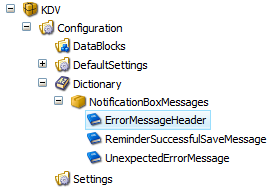 KDV
Configuration
DataBlocks
DefaultSettings
Dictionary
NotificationBoxMessages
ErrorMessageHeader
ReminderSuccessfulSaveMessage
UnexpectedErrorMessage
Settings